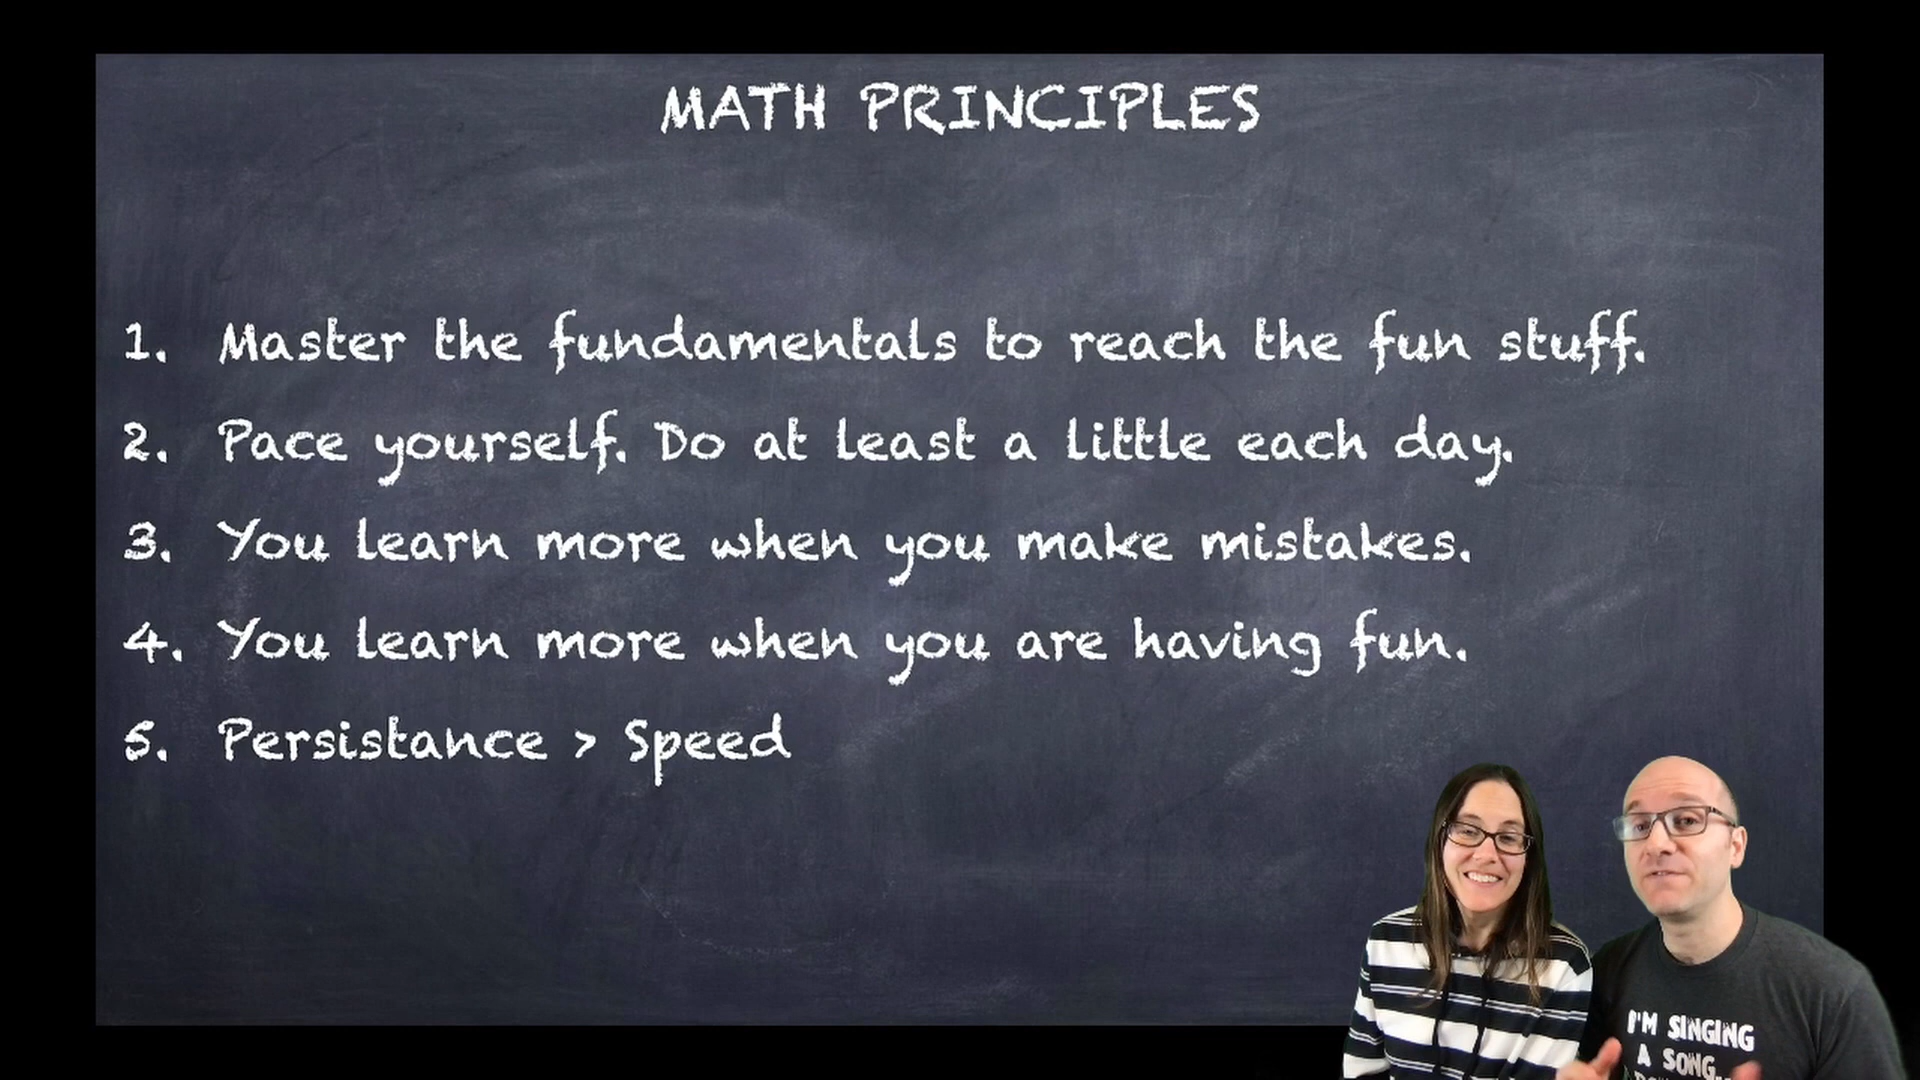 MATH PRINCIPLES
1. Master the fundamentals to reach the fun stuff.
2. Pace yourself. Do at least a little each day.
3. You learn more when you make mistakes.
4. You learn more when you are having fun.
5. Persistance > Speed
I'M SINGING
A SONG...